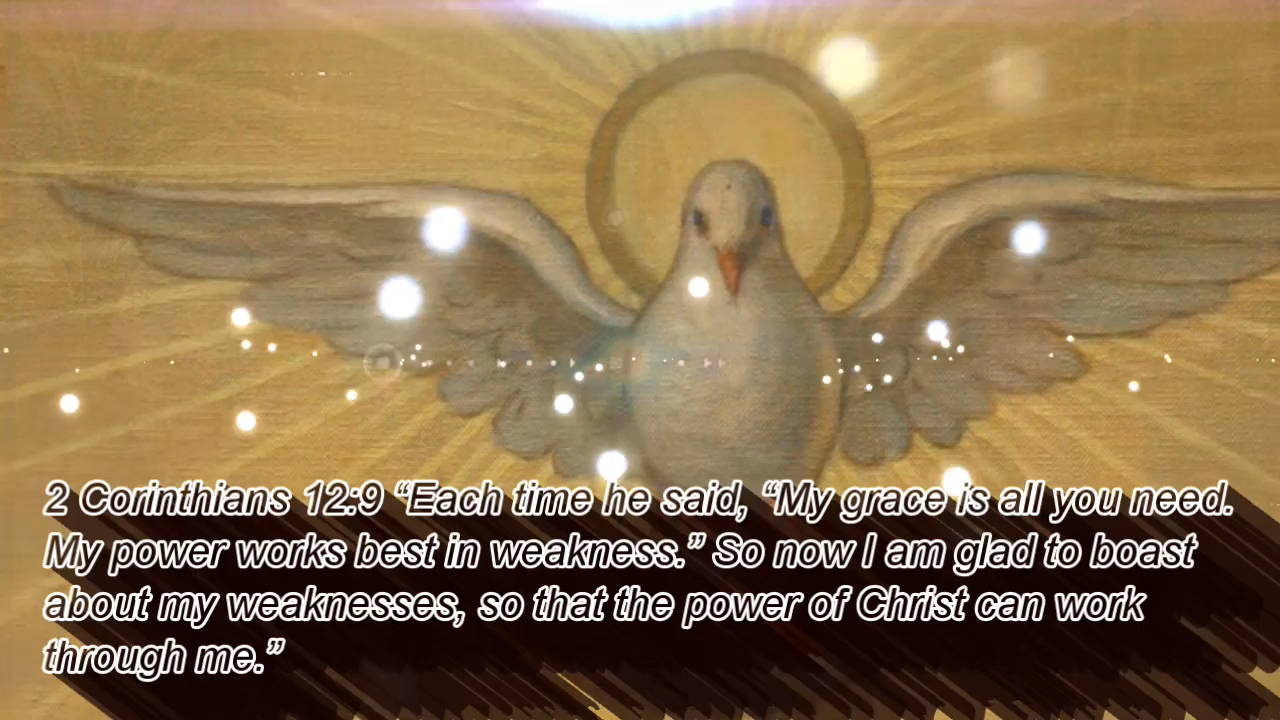 2 Corinthians 12:9 “Each time he said, “My grace is all you need.
My power works best in weakness.” So now I am glad to boast
about my weaknesses, so that the power of Christ can work
through me.”